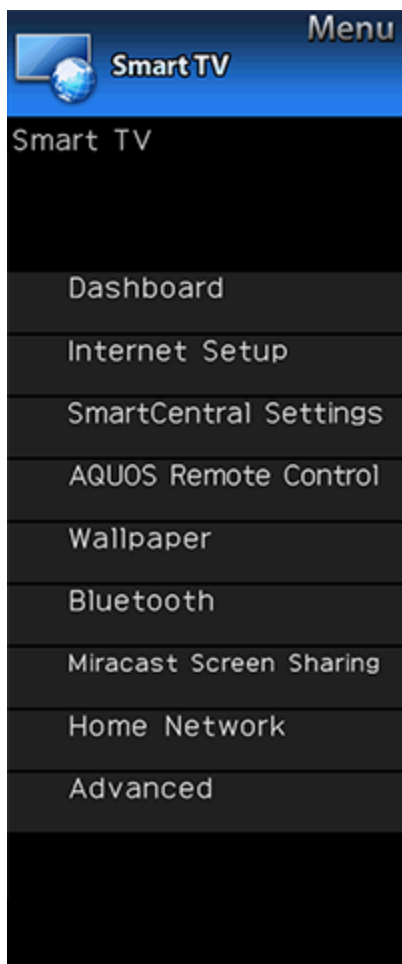 Menu
Smart TV
Smart TV
Dashboard
Internet Setup
SmartCentral Settings
AQUOS Remote Control
Wallpaper
Bluetooth
Miracast Screen Sharing
Home Network
Advanced